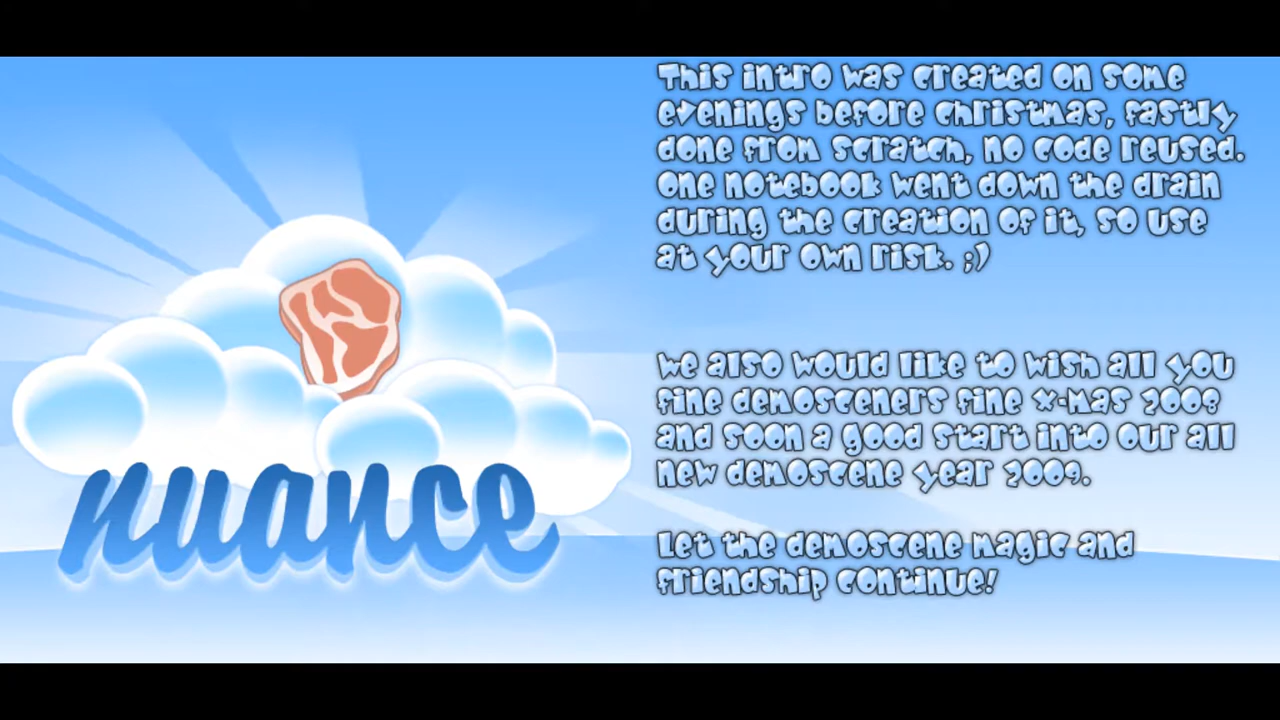 This intro was created on some
evenings before christmas, fastly
done from scratch, no code reused.
One notebook went down the drain
during the creation of it, so use
at your own risk. ;)
We also would like to wish all you
fine demosceners fine X-Mas 2008
and soon a good start into our all
new demoscene year 2009.
Let the demoscene magic and
friendship continue!
nuance